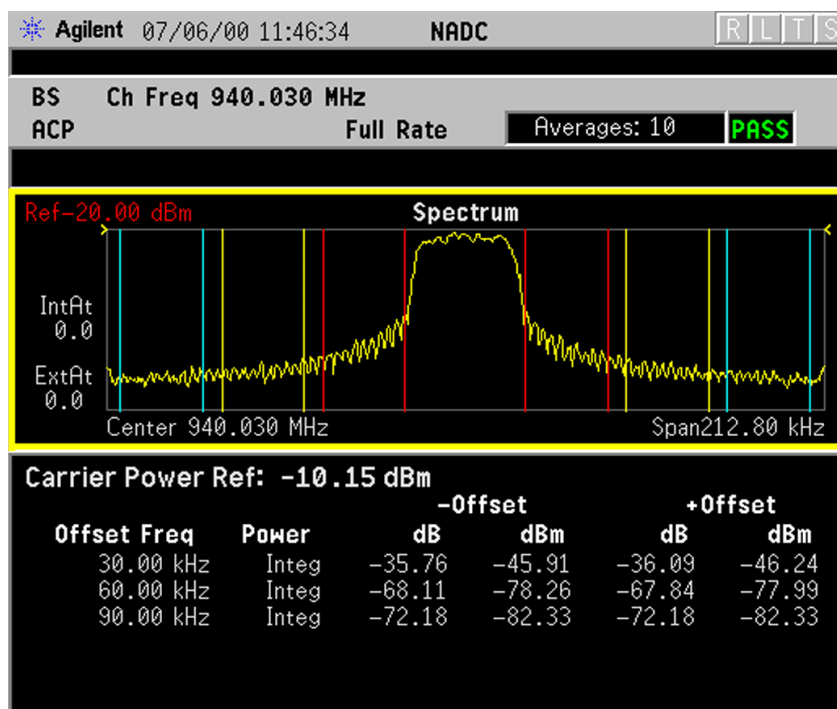 Agilent 07/06/00 11:46:34 NADC R L T S
BS Ch Freq 940.030 MHz
ACP Full Rate Averages: 10 PASS
Ref-20.00 dBm Spectrum
IntAt
0.0
ExtAt
0.0
Center 940.030 MHz Span212.80 kHz
Carrier Power Ref: -10.15 dBm
-Offset +Offset
Offset Freq Power dB dBm dB dBm
30.00 kHz Integ -35.76 -45.91 -36.09 -46.24
60.00 kHz Integ -68.11 -78.26 -67.84 -77.99
90.00 kHz Integ -72.18 -82.33 -72.18 -82.33